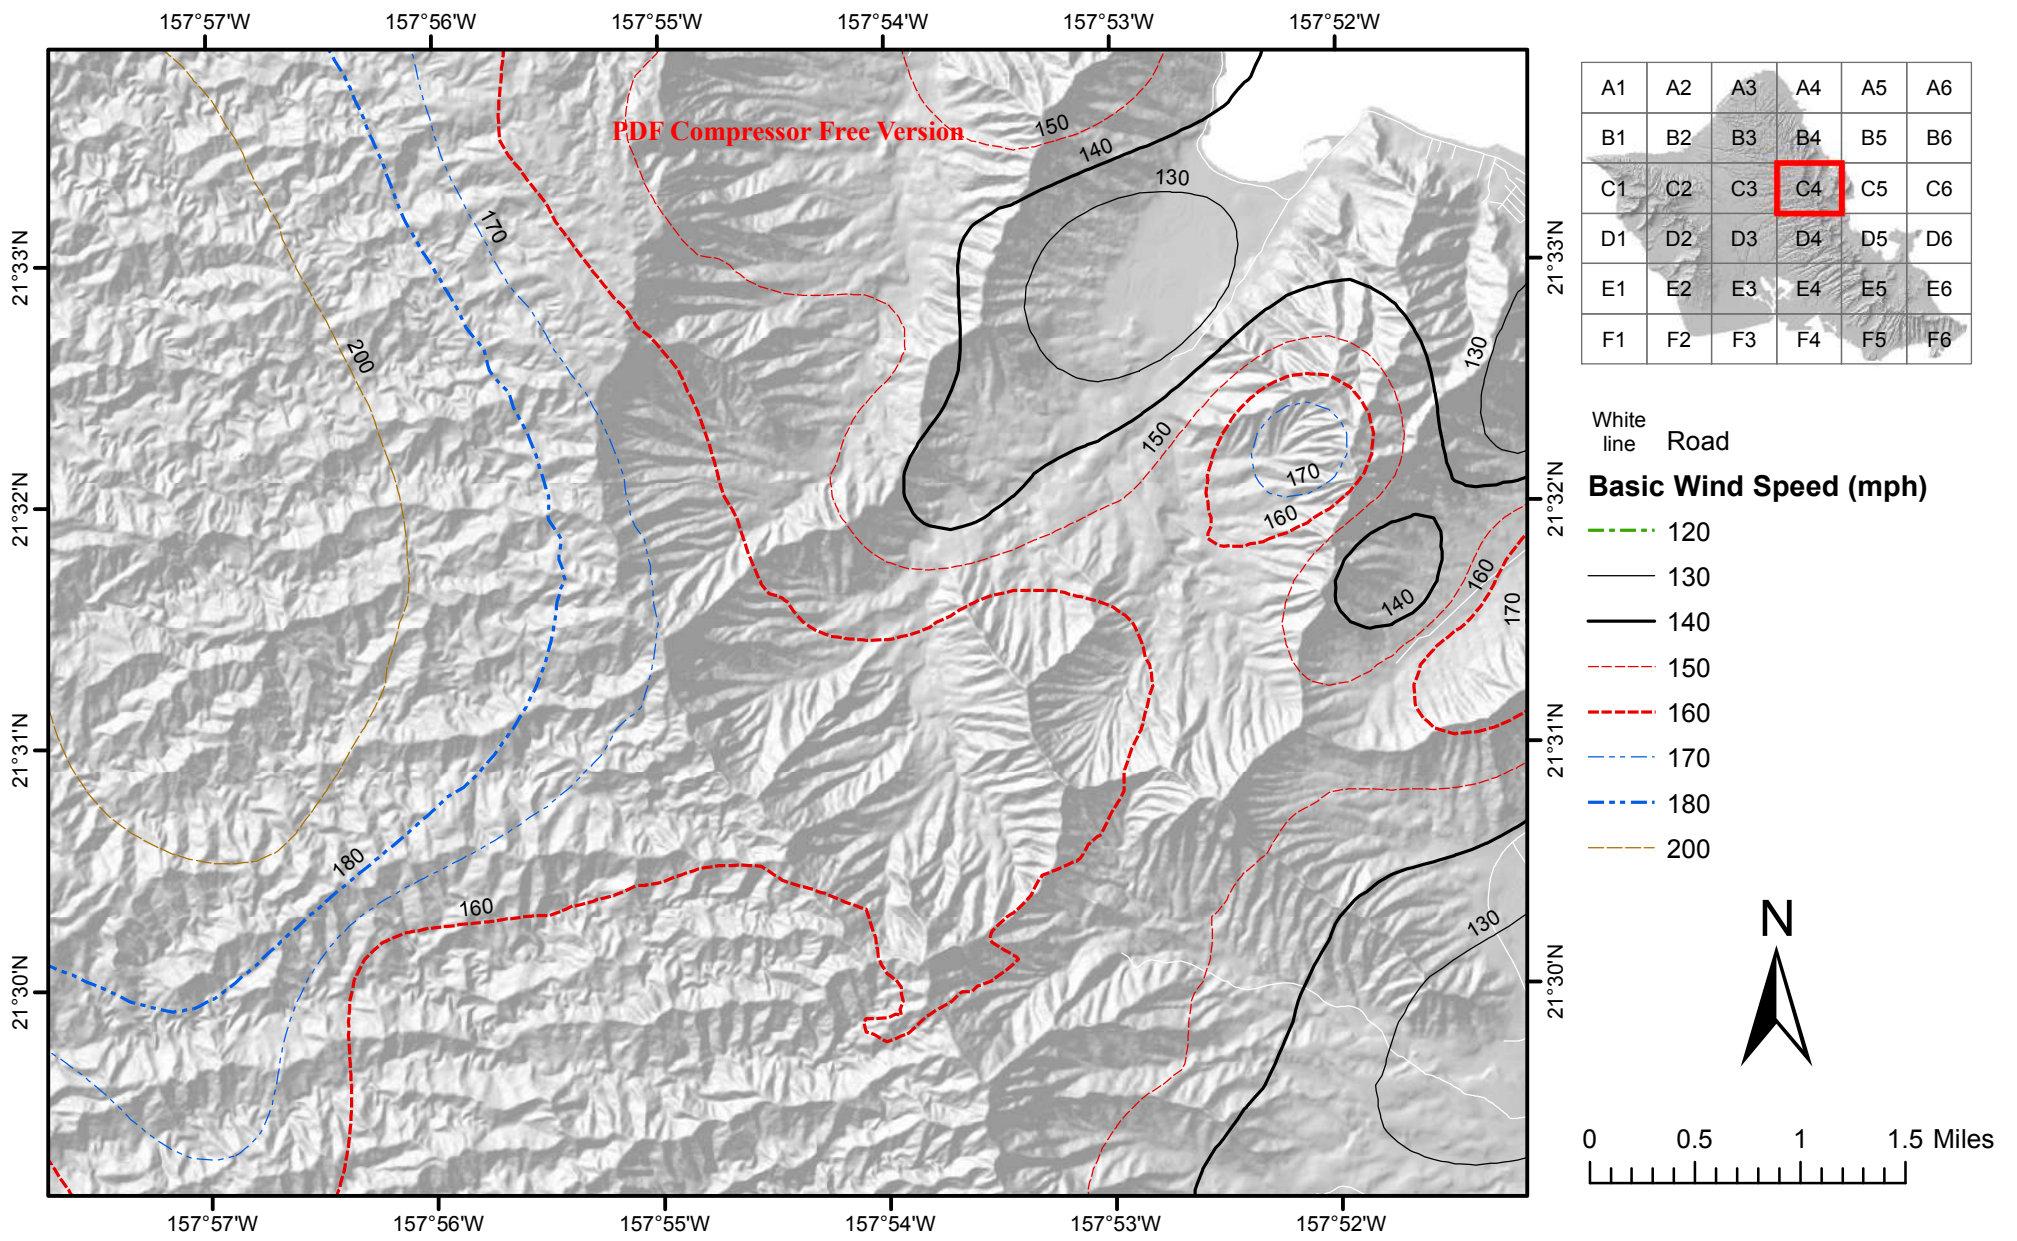 157°57'W 157°56'W 157°55'W 157°54'W 157°53'W 157°52'W
PDF Compressor Free Version
150
140
130
170
200
130
150
170
160
140
160
170
180
160
130
21°33'N
21°32'N
21°31'N
21°30'N
21°33'N
21°32'N
21°31'N
21°30'N
157°57'W 157°56'W 157°55'W 157°54'W 157°53'W 157°52'W
A1 A2 A3 A4 A5 A6
B1 B2 B3 B4 B5 B6
C1 C2 C3 C4 C5 C6
D1 D2 D3 D4 D5 D6
E1 E2 E3 E4 E5 E6
F1 F2 F3 F4 F5 F6
White
line Road
Basic Wind Speed (mph)
120
130
140
150
160
170
180
200
N
0 0.5 1 1.5 Miles